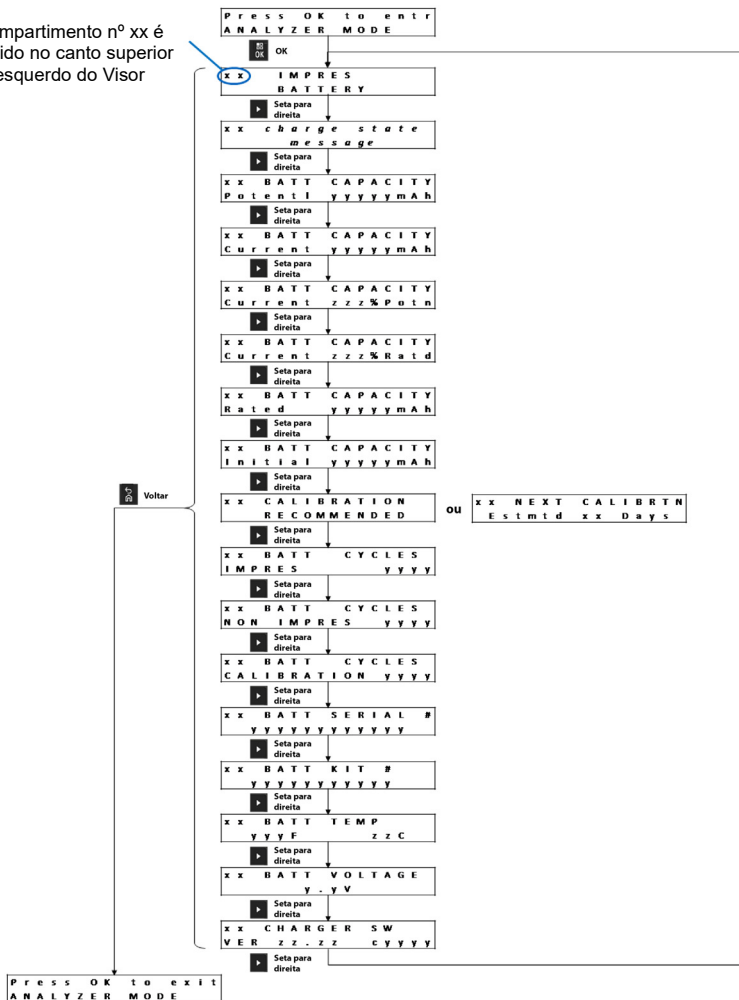 Press OK to entr
ANALYZER MODE
mpartimento nº xx é
ido no canto superior
esquerdo do Visor
OK
OK
xx IMPRES
BATTERY
Seta para
direita
xx charge state
message
Seta para
direita
xx BATT CAPACITY
Potentl yyyyymAh
Seta para
direita
xx BATT CAPACITY
Current yyyyymAh
Seta para
direita
xx BATT CAPACITY
Current zzz%Potn
Seta para
direita
xx BATT CAPACITY
Current zzz%Ratd
Seta para
direita
xx BATT CAPACITY
Rated yyyyymAh
Seta para
direita
xx BATT CAPACITY
Initial yyyyymAh
Seta para
direita
Voltar
xx CALIBRATION
RECOMMENDED
ou
xx NEXT CALIBRTN
Estmtd xx Days
Seta para
direita
xx BATT CYCLES
IMPRES yyyy
Seta para
direita
xx BATT CYCLES
NON IMPRES yyyy
Seta para
direita
xx BATT CYCLES
CALIBRATION yyyy
Seta para
direita
xx BATT SERIAL #
yyyyyyyyyyyy
Seta para
direita
xx BATT KIT #
yyyyyyyyyyy
Seta para
direita
xx BATT TEMP
yyyF zzC
Seta para
direita
xx BATT VOLTAGE
y.yV
Seta para
direita
xx CHARGER SW
VER zz.zz cyyyy
Seta para
direita
Press OK to exit
ANALYZER MODE